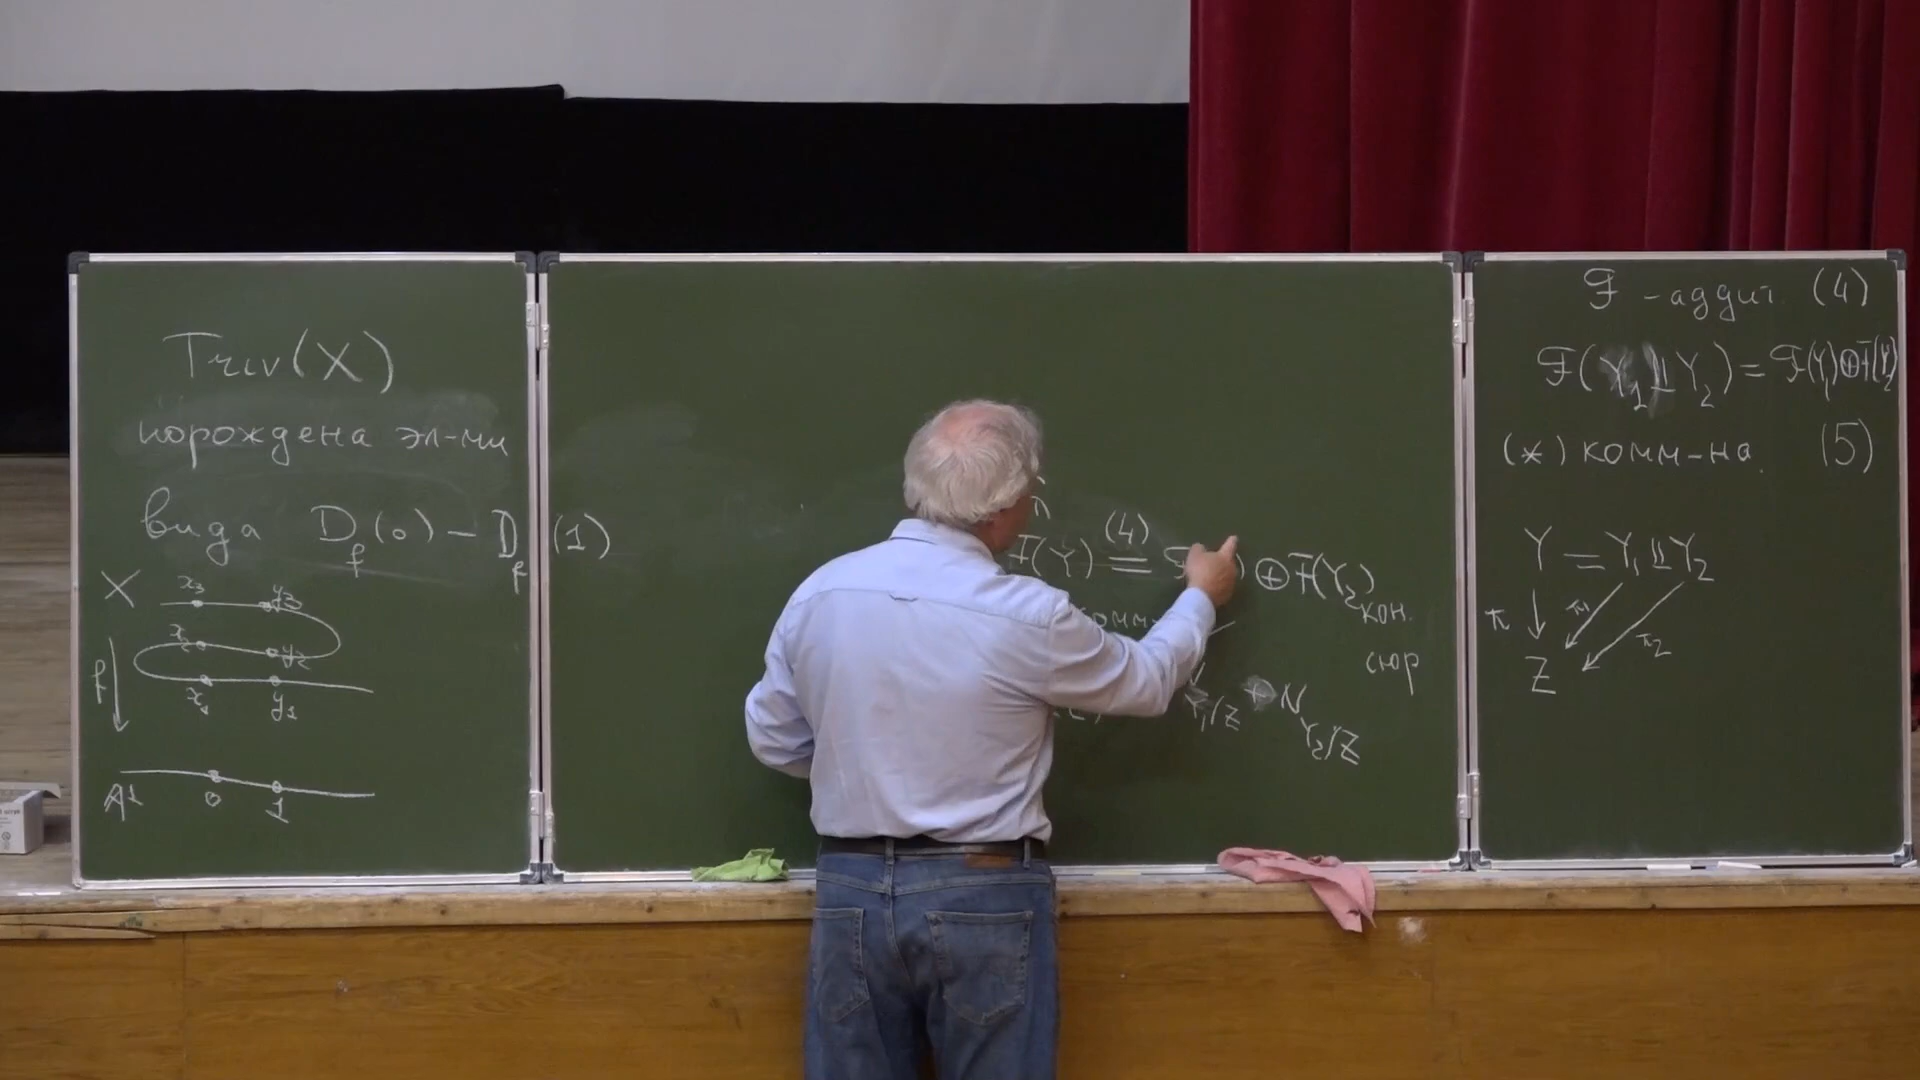 Triv(X)
порождена эл-ми
вида D_f(0) – D_f(1)
X x₃ y₃
x₂ y₂
f
x₁ y₁
A¹ 0 1
F(Y) (4) = ⊕ F(Y₂)
кон.
сюр
Y₁/Z ⊕ N_{Y₂/Z}
F – аддит. (4)
F(Y₁ ⨿ Y₂) = F(Y₁) ⊕ F(Y₂)
(*) комм-на. (5)
Y = Y₁ ⨿ Y₂
π π₁ π₂
Z